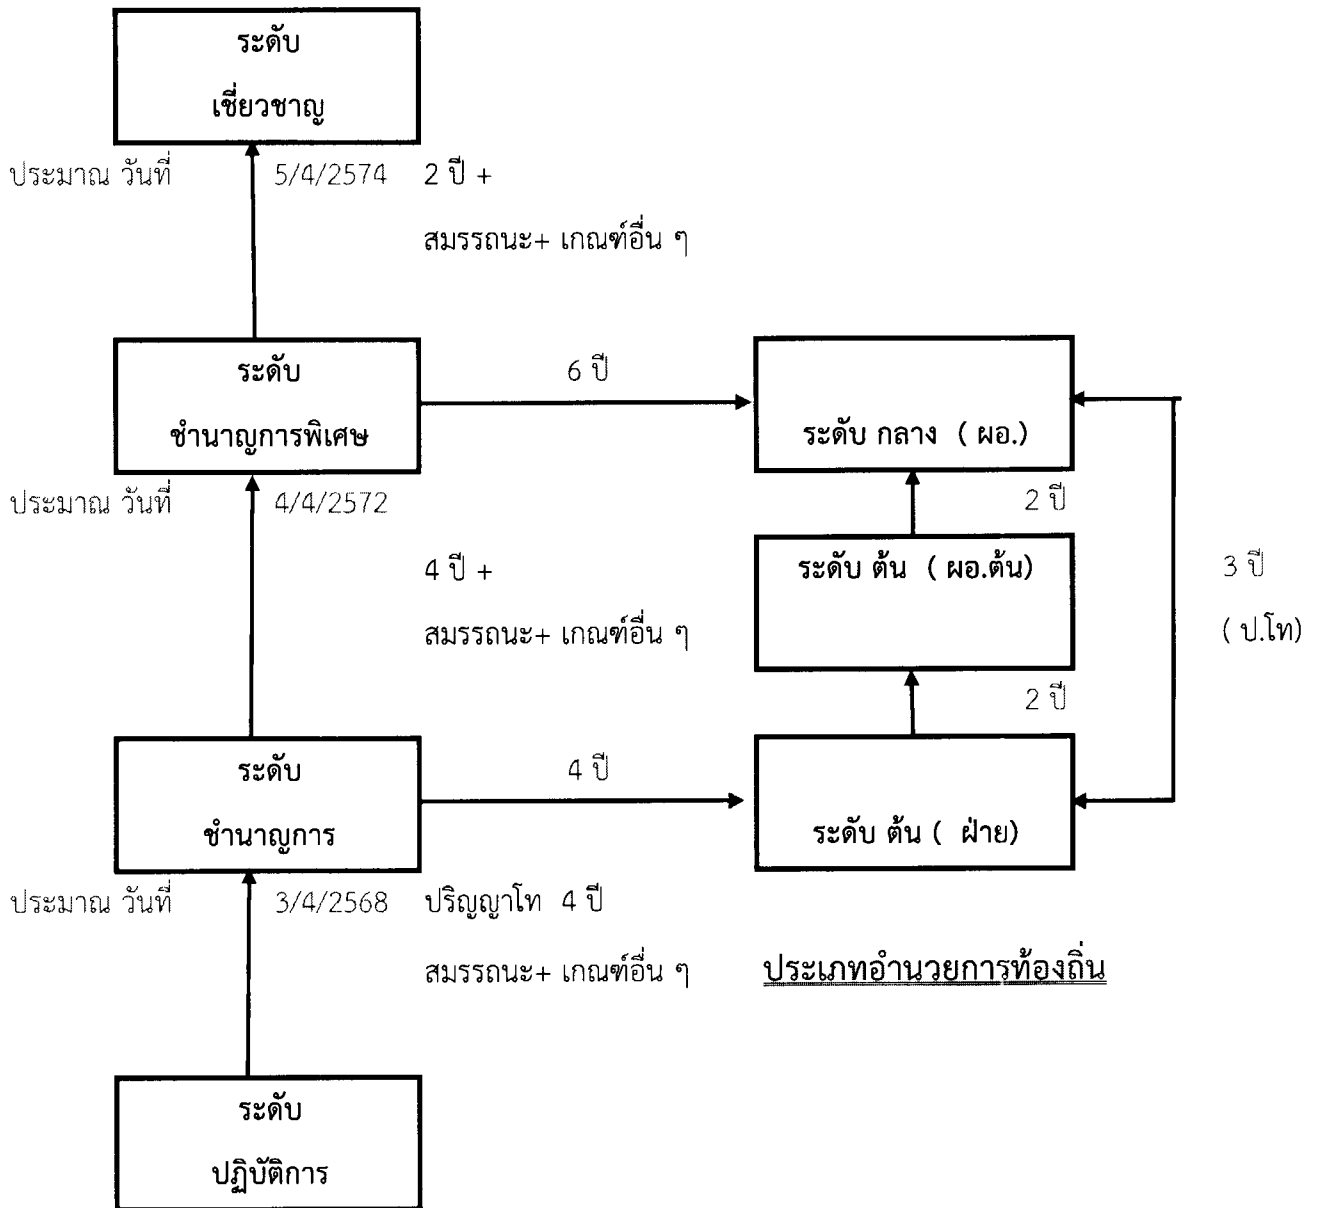 ระดับ
เชี่ยวชาญ
ประมาณ วันที่ 5/4/2574 2 ปี +
สมรรถนะ+ เกณฑ์อื่น ๆ
ระดับ
ชำนาญการพิเศษ
6 ปี
ระดับ กลาง ( ผอ.)
ประมาณ วันที่ 4/4/2572
2 ปี
4 ปี +
สมรรถนะ+ เกณฑ์อื่น ๆ
ระดับ ต้น ( ผอ.ต้น)
3 ปี
( ป.โท)
2 ปี
ระดับ
ชำนาญการ
4 ปี
ระดับ ต้น ( ฝ่าย)
ประมาณ วันที่ 3/4/2568 ปริญญาโท 4 ปี
สมรรถนะ+ เกณฑ์อื่น ๆ
ประเภทอำนวยการท้องถิ่น
ระดับ
ปฏิบัติการ